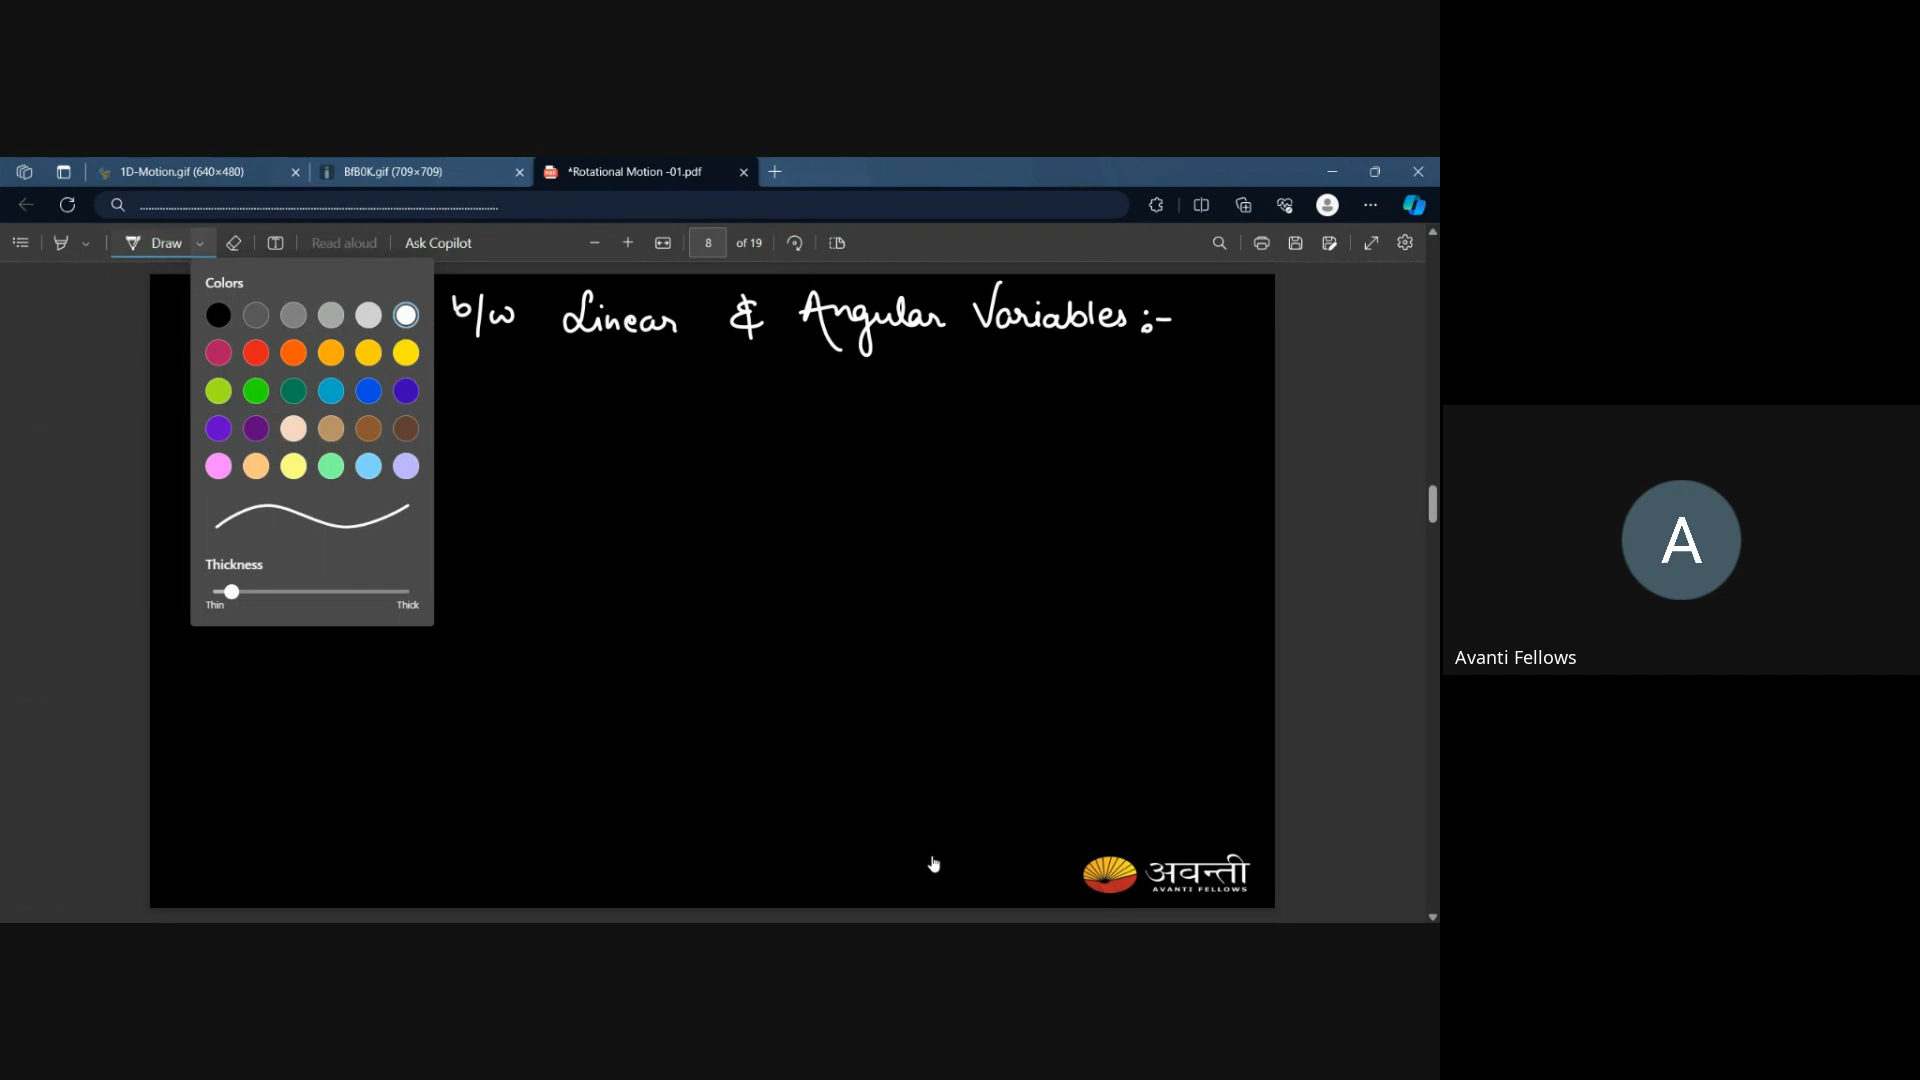 1D-Motion.gif (640×480)
BfB0K.gif (709×709)
*Rotational Motion -01.pdf
Draw
Read aloud
Ask Copilot
8 of 19
Colors
Thickness
Thin
Thick
b/w Linear & Angular Variables :-
अवन्ती
AVANTI FELLOWS
A
Avanti Fellows